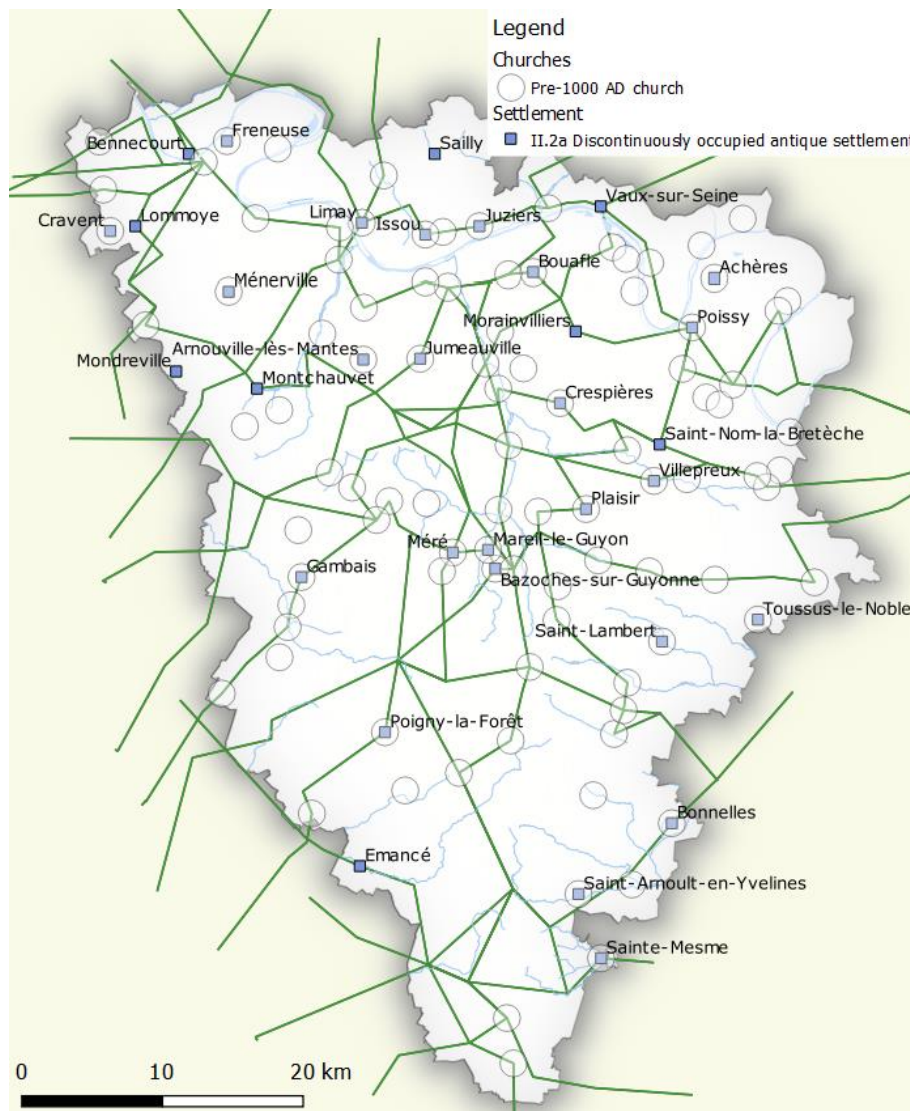 Legend
Churches
Pre-1000 AD church
Settlement
II.2a Discontinuously occupied antique settlement
Freneuse
Bennecourt
Sailly
Vaux-sur-Seine
Limay
Lommoye
Cravent
Issou
Juziers
Bouafle
Achères
Ménerville
Morainvilliers
Poissy
Arnouville-lès-Mantes
Jumeauville
Mondreville
Montchauvet
Crespières
Saint-Nom-la-Bretèche
Villepreux
Plaisir
Méré
Mareil-le-Guyon
Gambais
Bazoches-sur-Guyonne
Toussus-le-Noble
Saint-Lambert
Poigny-la-Forêt
Bonnelles
Emancé
Saint-Arnoult-en-Yvelines
Sainte-Mesme
0 10 20 km